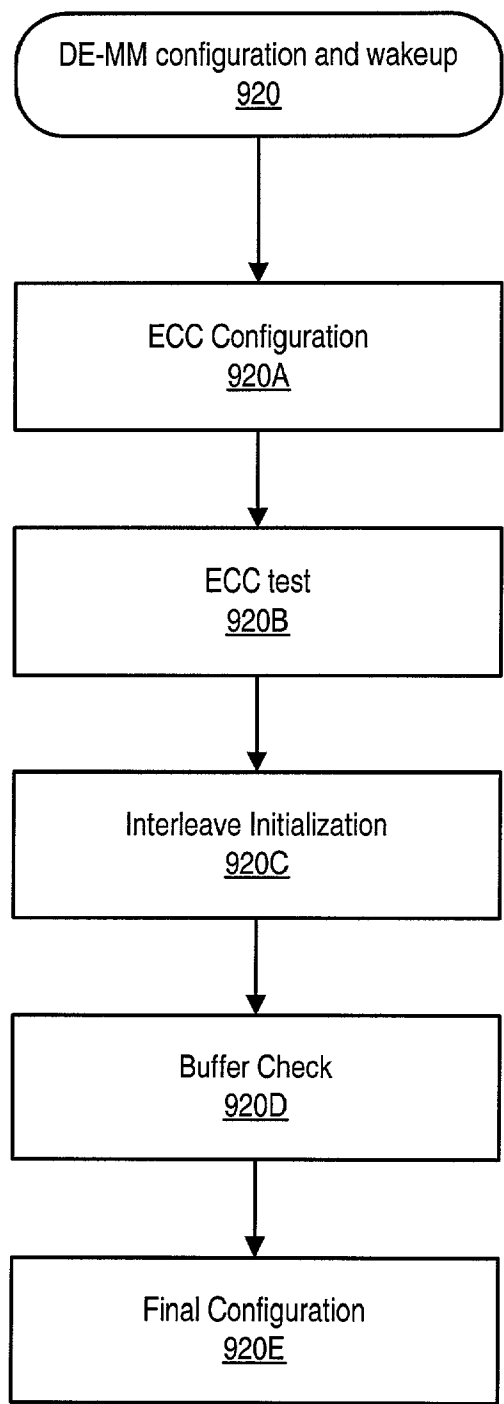 DE-MM configuration and wakeup
920
ECC Configuration
920A
ECC test
920B
Interleave Initialization
920C
Buffer Check
920D
Final Configuration
920E